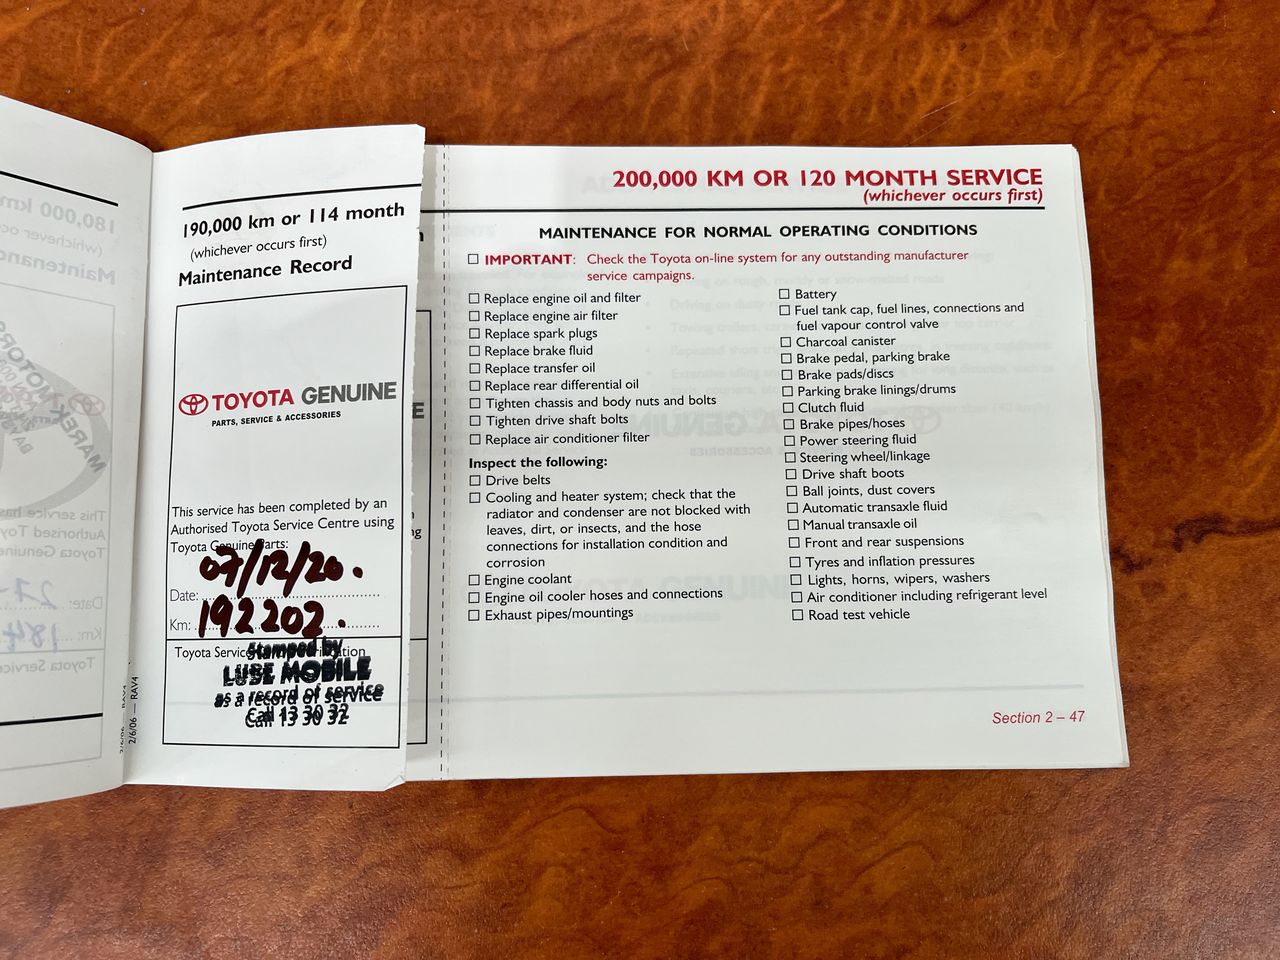 190,000 km or 114 month
(whichever occurs first)
Maintenance Record
TOYOTA GENUINE
PARTS, SERVICE & ACCESSORIES
This service has been completed by an
Authorised Toyota Service Centre using
Toyota Genuine Parts:
Date: 07/12/20.
Km: 192202.
Toyota Service
Stamped by
LUBE MOBILE
as a record of service
Call 13 30 32
2/6/06 — RAV4
200,000 KM OR 120 MONTH SERVICE
(whichever occurs first)
MAINTENANCE FOR NORMAL OPERATING CONDITIONS
IMPORTANT: Check the Toyota on-line system for any outstanding manufacturer
service campaigns.
Replace engine oil and filter
Replace engine air filter
Replace spark plugs
Replace brake fluid
Replace transfer oil
Replace rear differential oil
Tighten chassis and body nuts and bolts
Tighten drive shaft bolts
Replace air conditioner filter
Inspect the following:
Drive belts
Cooling and heater system; check that the
radiator and condenser are not blocked with
leaves, dirt, or insects, and the hose
connections for installation condition and
corrosion
Engine coolant
Engine oil cooler hoses and connections
Exhaust pipes/mountings
Battery
Fuel tank cap, fuel lines, connections and
fuel vapour control valve
Charcoal canister
Brake pedal, parking brake
Brake pads/discs
Parking brake linings/drums
Clutch fluid
Brake pipes/hoses
Power steering fluid
Steering wheel/linkage
Drive shaft boots
Ball joints, dust covers
Automatic transaxle fluid
Manual transaxle oil
Front and rear suspensions
Tyres and inflation pressures
Lights, horns, wipers, washers
Air conditioner including refrigerant level
Road test vehicle
Section 2 – 47